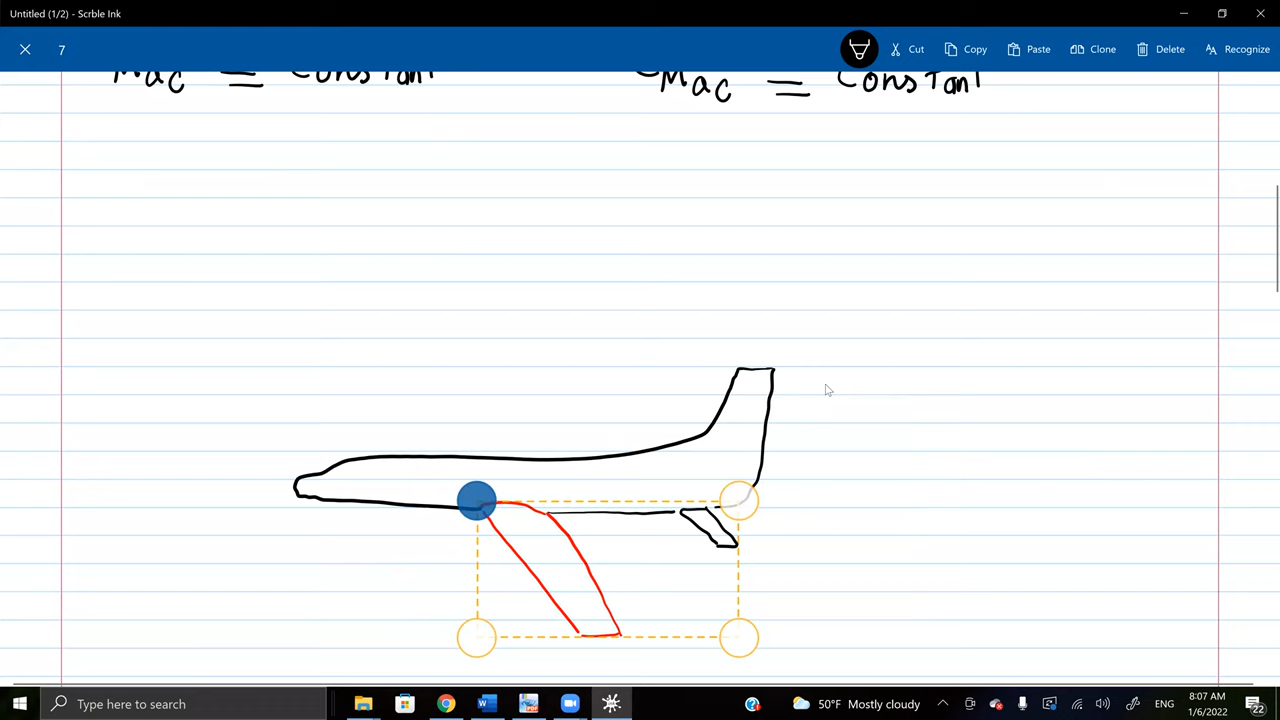 Untitled (1/2) - Scrble Ink
7
Cut
Copy
Paste
Clone
Delete
Recognize
Mac = Constant
CMac = Constant
Type here to search
50°F Mostly cloudy
ENG
8:07 AM
1/6/2022
22